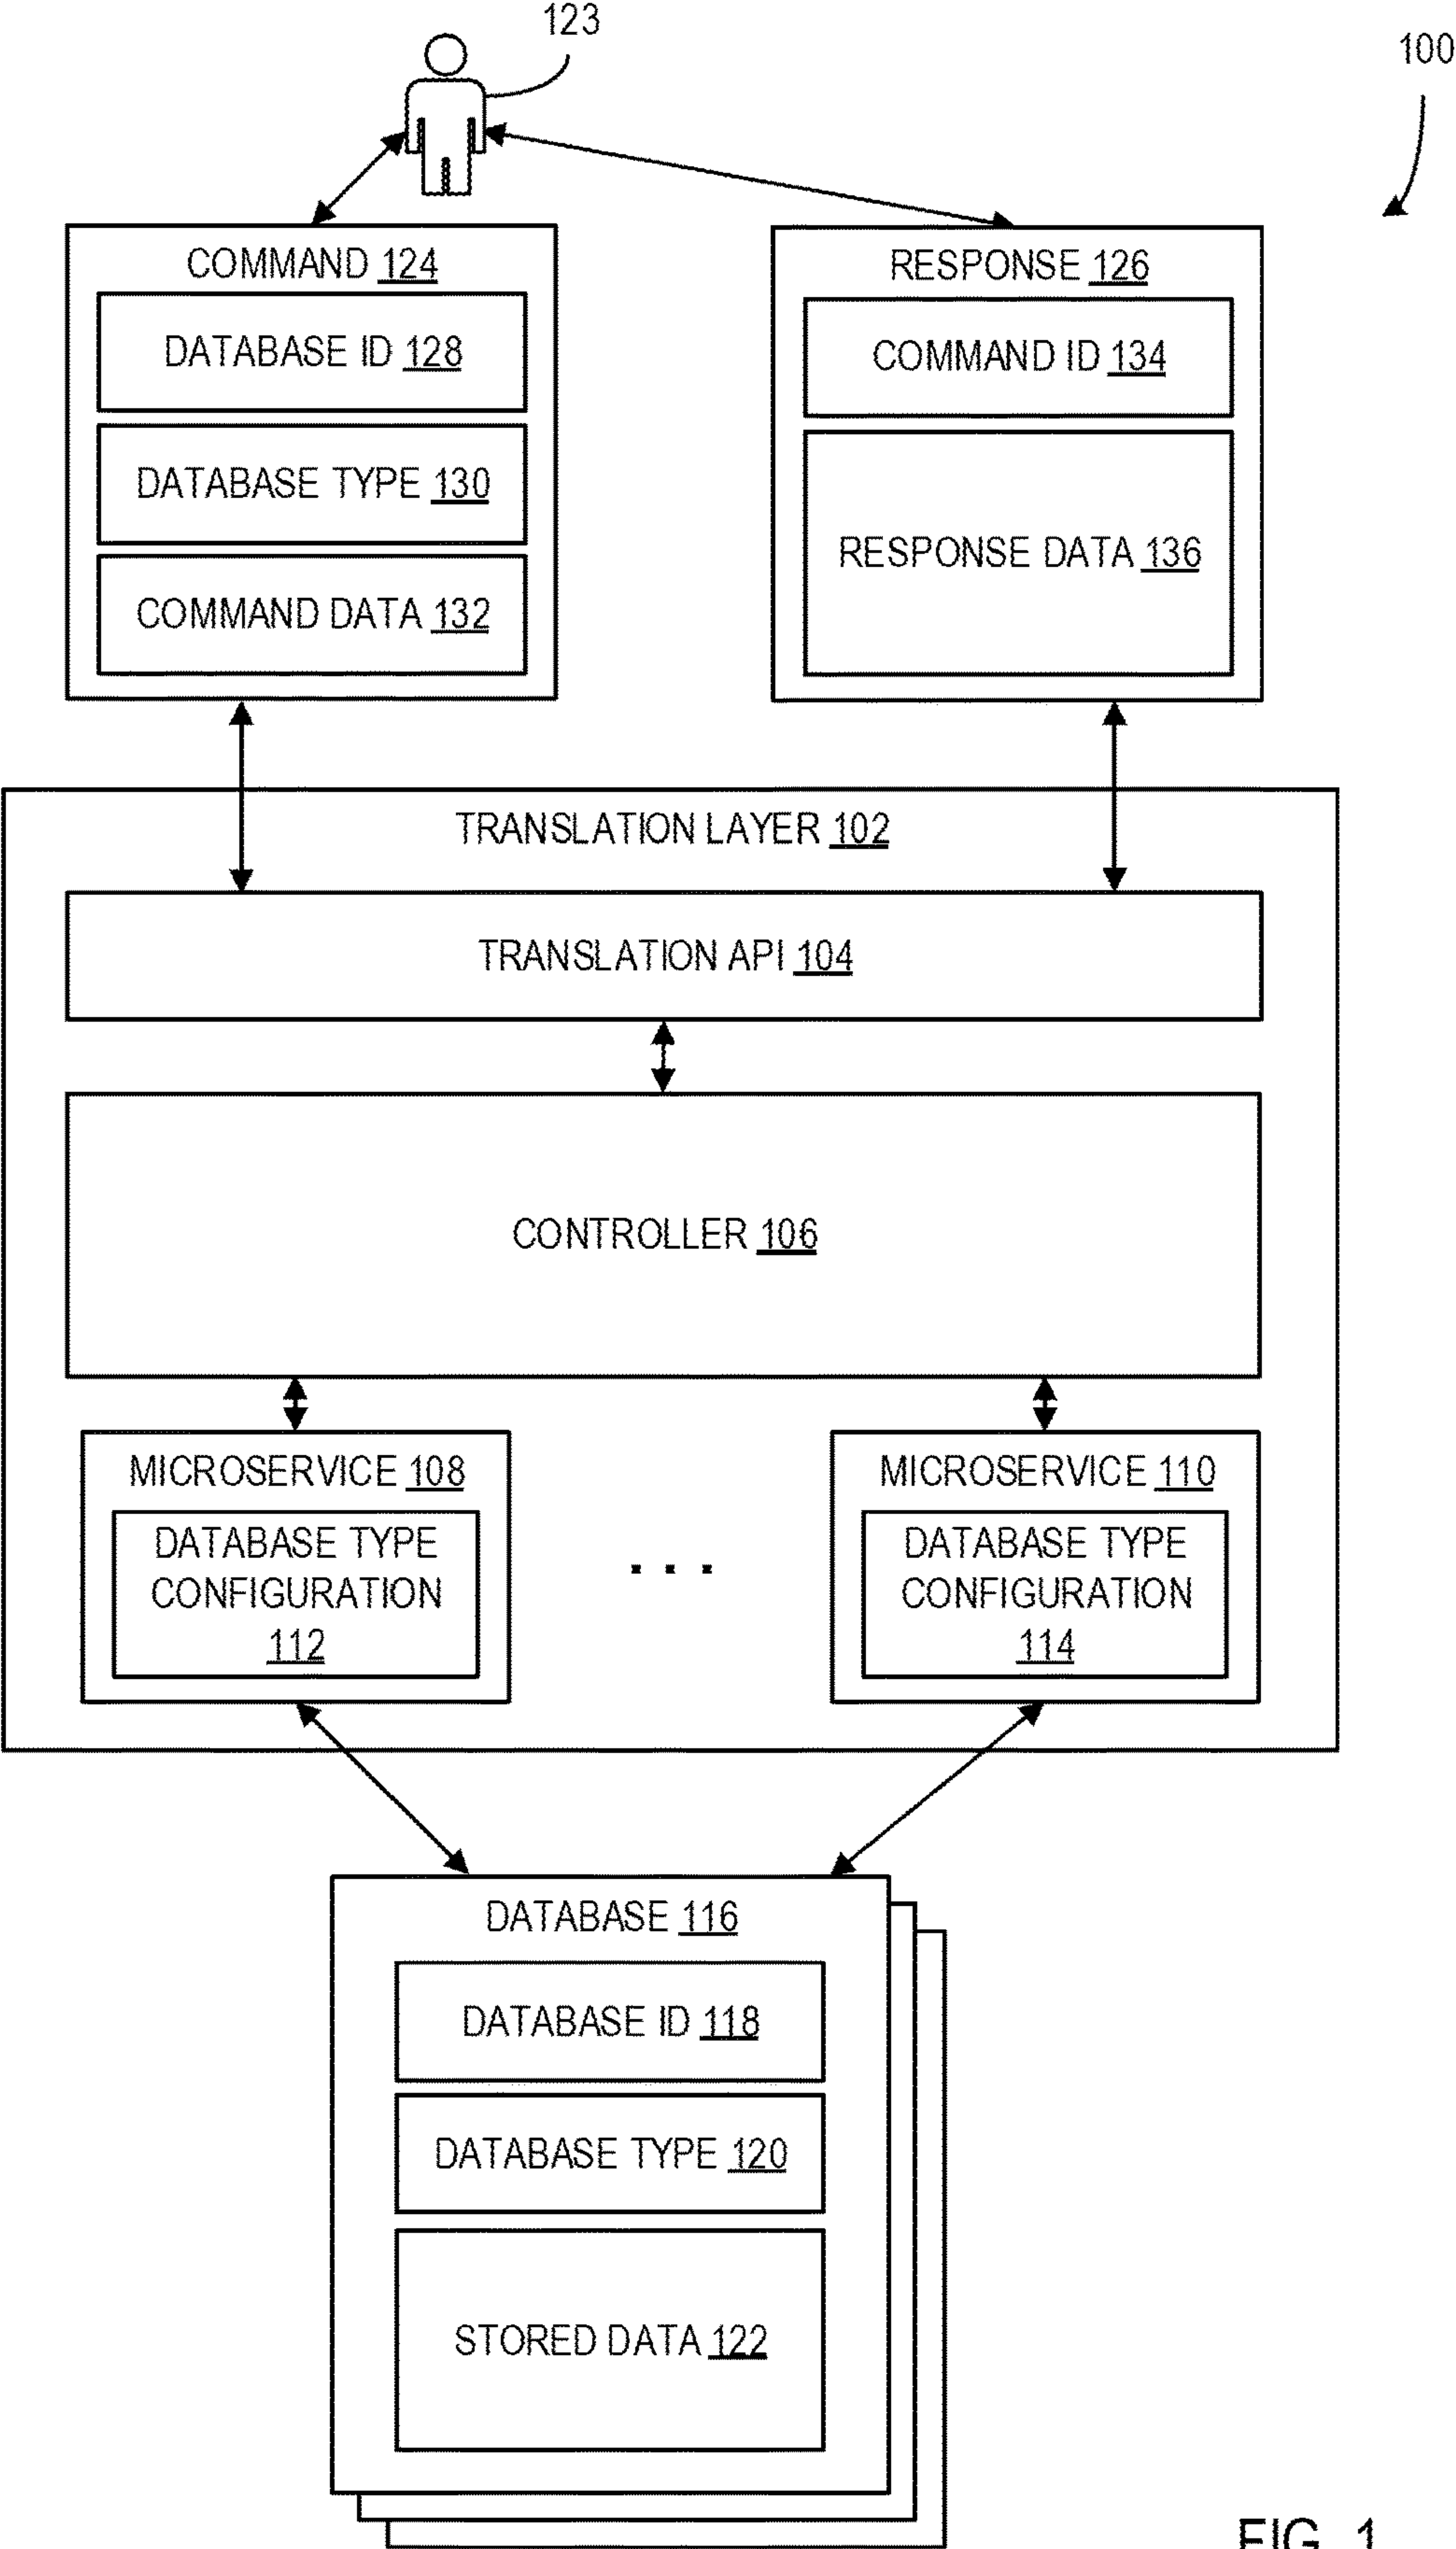 123
100
COMMAND 124
DATABASE ID 128
DATABASE TYPE 130
COMMAND DATA 132
RESPONSE 126
COMMAND ID 134
RESPONSE DATA 136
TRANSLATION LAYER 102
TRANSLATION API 104
CONTROLLER 106
MICROSERVICE 108
DATABASE TYPE
CONFIGURATION
112
. . .
MICROSERVICE 110
DATABASE TYPE
CONFIGURATION
114
DATABASE 116
DATABASE ID 118
DATABASE TYPE 120
STORED DATA 122
FIG. 1